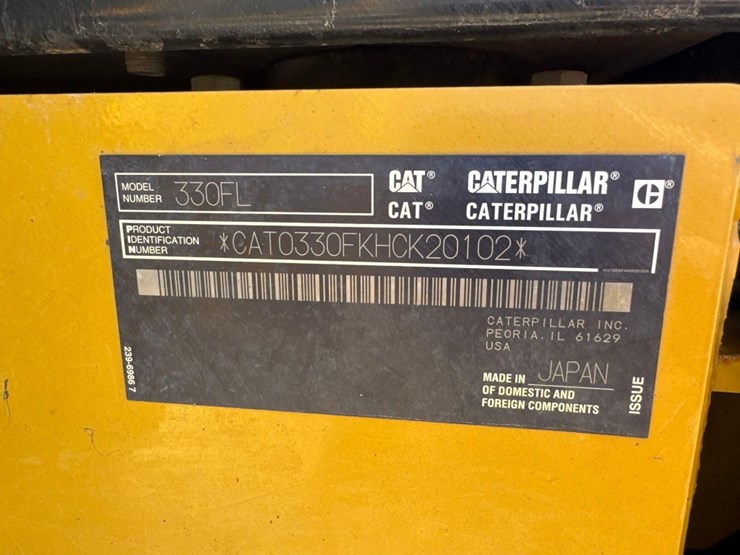 MODEL NUMBER 330FL
CAT® CATERPILLAR® C®
CAT® CATERPILLAR®
PRODUCT IDENTIFICATION NUMBER *CAT0330FKHCK20102*
CATERPILLAR INC.
PEORIA, IL 61629
USA
MADE IN JAPAN
OF DOMESTIC AND
FOREIGN COMPONENTS
ISSUE
239-6986 7